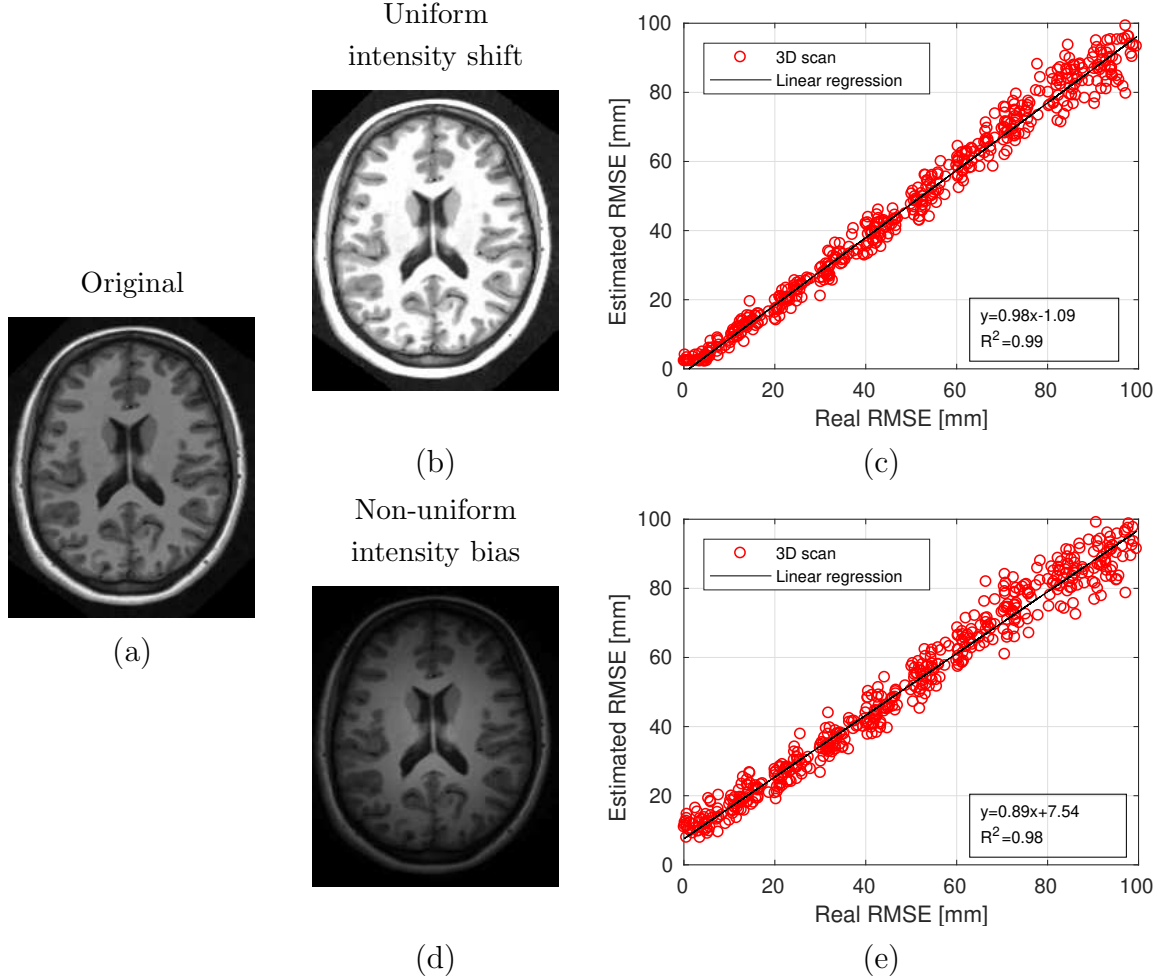 Original
(a)
Uniform
intensity shift
(b)
Non-uniform
intensity bias
(d)
100
80
60
40
20
0
0 20 40 60 80 100
Estimated RMSE [mm]
Real RMSE [mm]
3D scan
Linear regression
y=0.98x-1.09
R²=0.99
(c)
100
80
60
40
20
0
0 20 40 60 80 100
Estimated RMSE [mm]
Real RMSE [mm]
3D scan
Linear regression
y=0.89x+7.54
R²=0.98
(e)